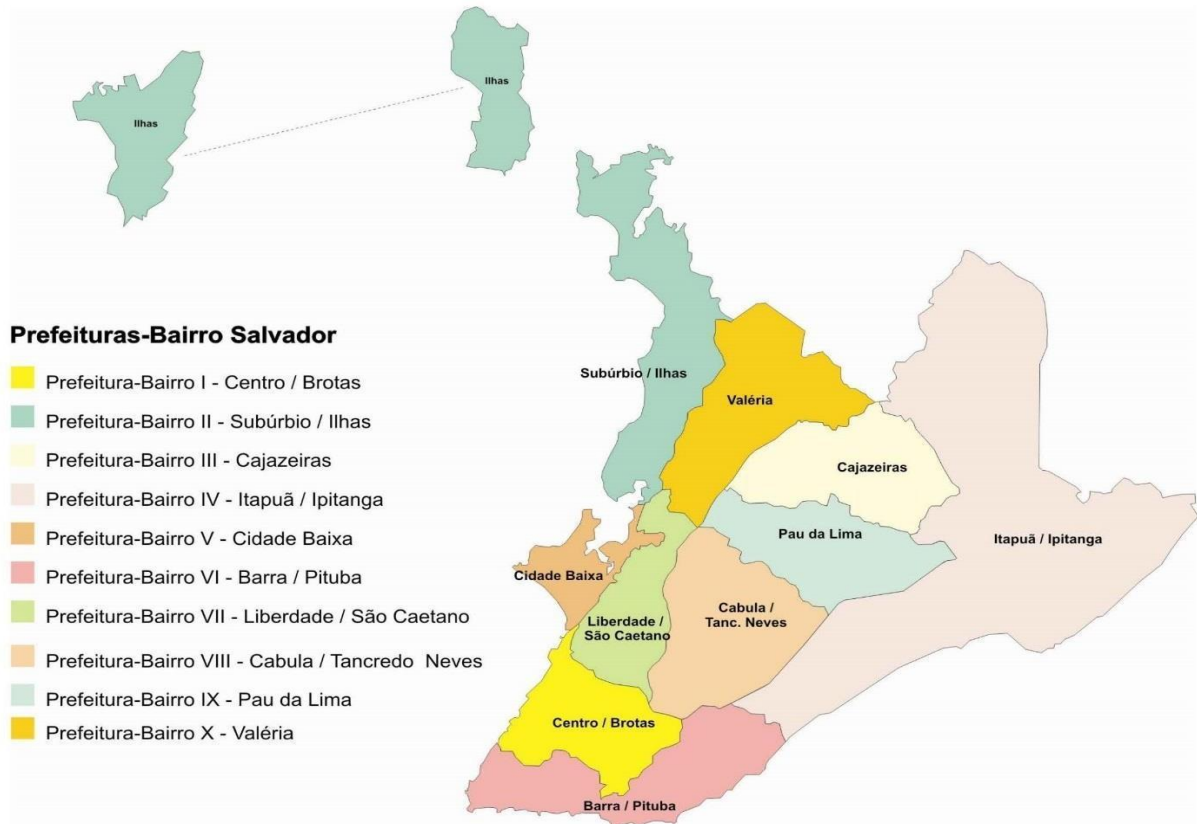 Ilhas
Ilhas
Prefeituras-Bairro Salvador
Prefeitura-Bairro I - Centro / Brotas
Prefeitura-Bairro II - Subúrbio / Ilhas
Prefeitura-Bairro III - Cajazeiras
Prefeitura-Bairro IV - Itapuã / Ipitanga
Prefeitura-Bairro V - Cidade Baixa
Prefeitura-Bairro VI - Barra / Pituba
Prefeitura-Bairro VII - Liberdade / São Caetano
Prefeitura-Bairro VIII - Cabula / Tancredo Neves
Prefeitura-Bairro IX - Pau da Lima
Prefeitura-Bairro X - Valéria
Subúrbio / Ilhas
Valéria
Cajazeiras
Pau da Lima
Itapuã / Ipitanga
Cidade Baixa
Cabula /
Tanc. Neves
Liberdade /
São Caetano
Centro / Brotas
Barra / Pituba